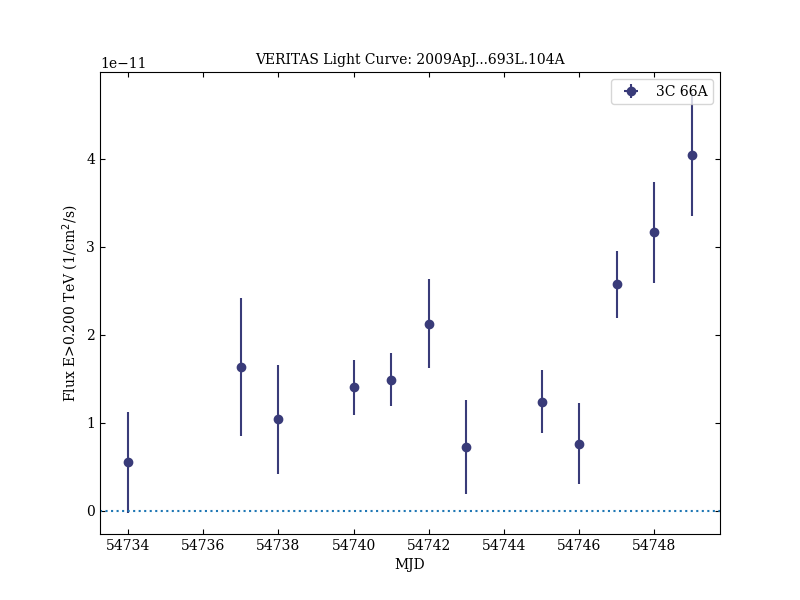 VERITAS Light Curve: 2009ApJ...693L.104A
1e−11
3C 66A
4
3
2
1
0
Flux E>0.200 TeV (1/cm²/s)
54734 54736 54738 54740 54742 54744 54746 54748
MJD